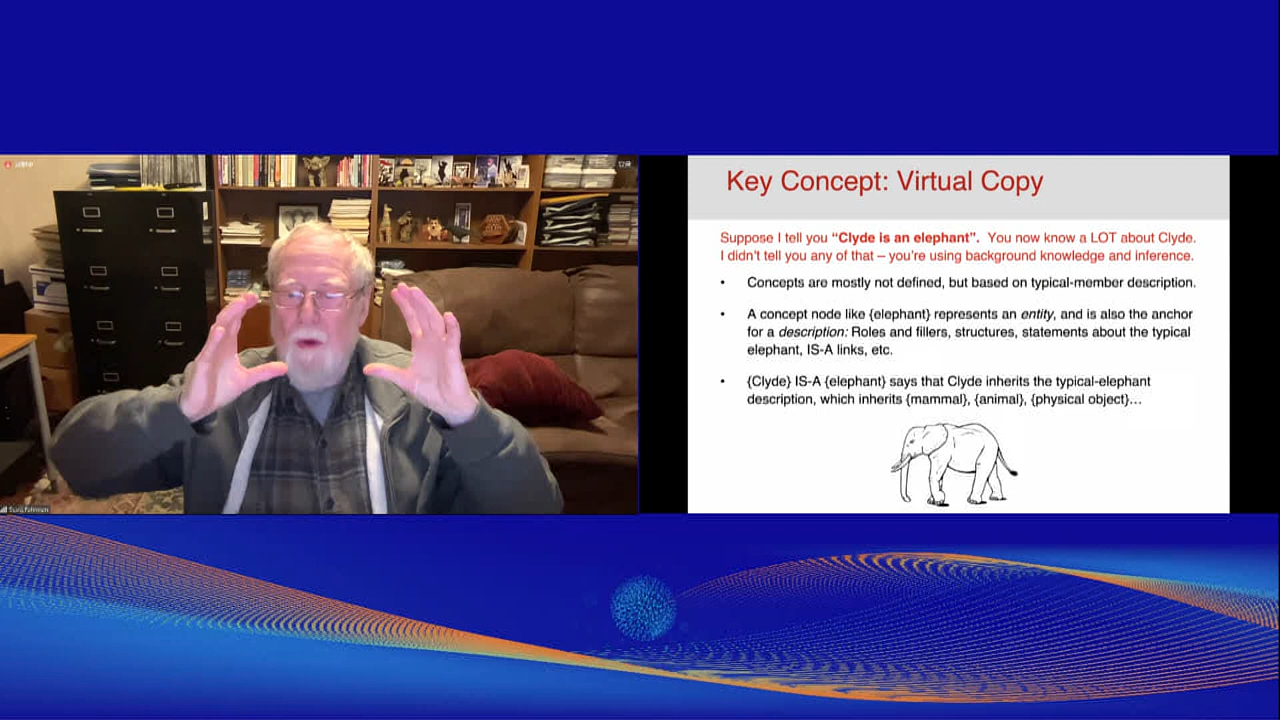 Key Concept: Virtual Copy
Suppose I tell you “Clyde is an elephant”. You now know a LOT about Clyde.
I didn't tell you any of that – you're using background knowledge and inference.
• Concepts are mostly not defined, but based on typical-member description.
• A concept node like {elephant} represents an entity, and is also the anchor
for a description: Roles and fillers, structures, statements about the typical
elephant, IS-A links, etc.
• {Clyde} IS-A {elephant} says that Clyde inherits the typical-elephant
description, which inherits {mammal}, {animal}, {physical object}…